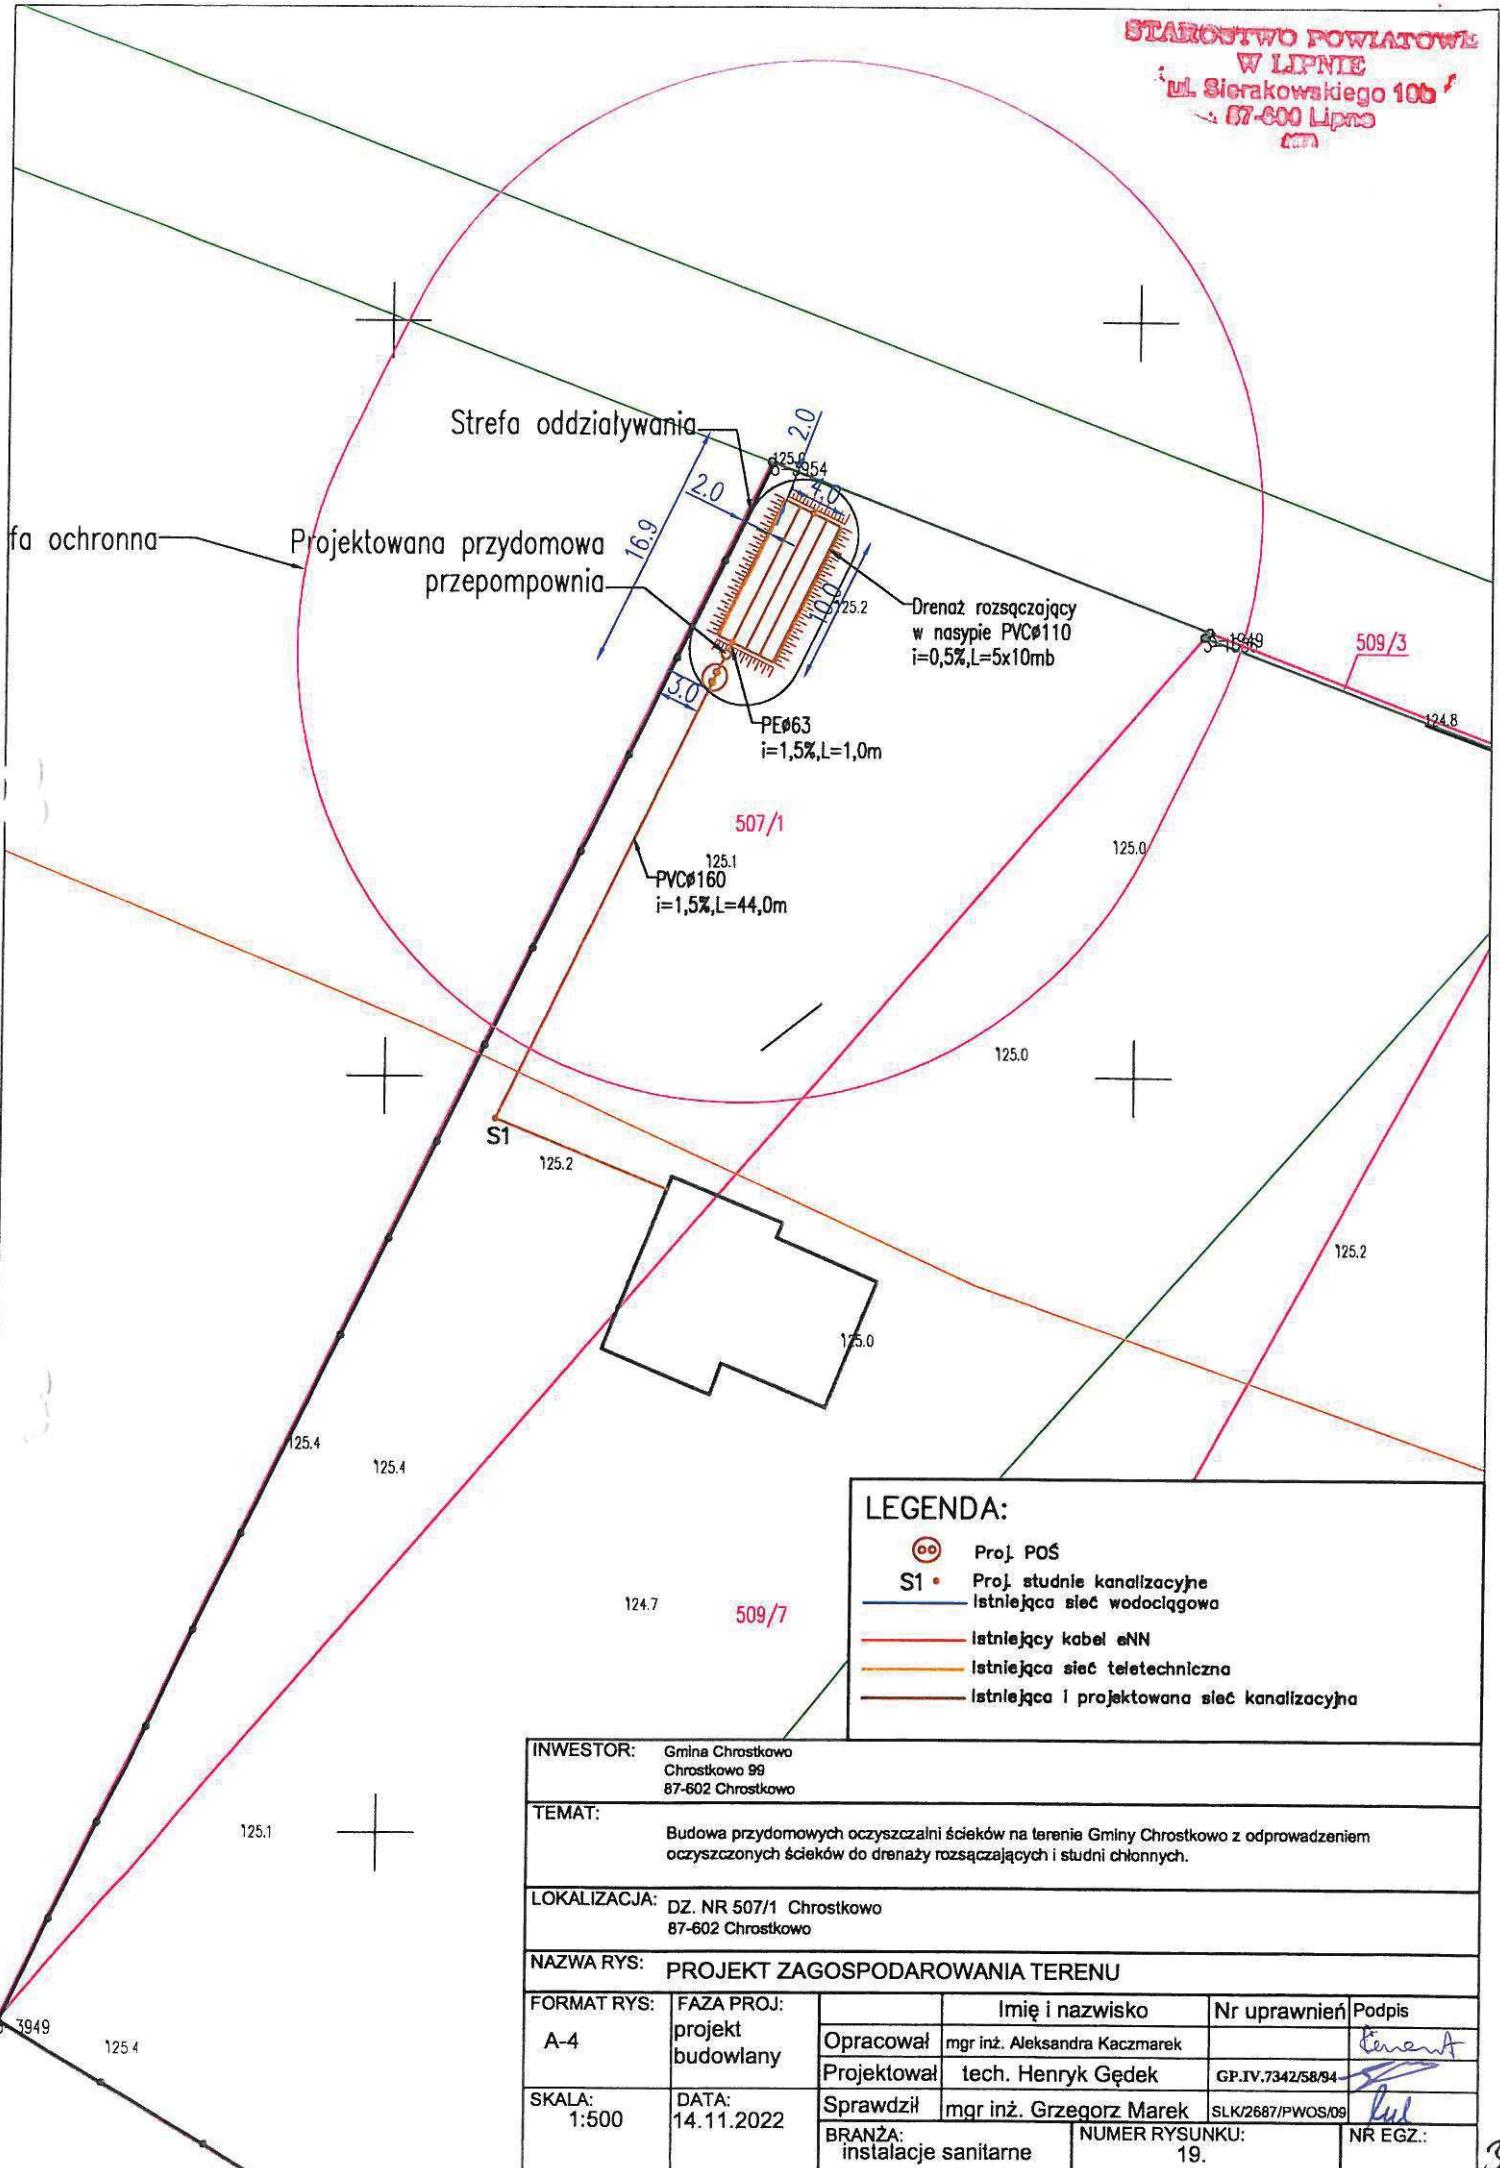 STAROSTWO POWIATOWE
W LIPNIE
ul. Sierakowskiego 10b
87-600 Lipno
Strefa oddziaływania
2.0
4.0
2.0
16.9
fa ochronna
Projektowana przydomowa
przepompownia
10.0
125.2
Drenaż rozsączający
w nasypie PVCø110
i=0,5%,L=5x10mb
509/3
124.8
3.0
PEø63
i=1,5%,L=1,0m
507/1
125.1
PVCø160
i=1,5%,L=44,0m
125.0
125.0
S1
125.2
125.2
125.0
125.4
125.4
124.7
509/7
125.1
3949
125.4
LEGENDA:
Proj. POŚ
S1 Proj. studnie kanalizacyjne
Istniejąca sieć wodociągowa
Istniejący kabel eNN
Istniejąca sieć teletechniczna
Istniejąca i projektowana sieć kanalizacyjna
INWESTOR: Gmina Chrostkowo
Chrostkowo 99
87-602 Chrostkowo
TEMAT:
Budowa przydomowych oczyszczalni ścieków na terenie Gminy Chrostkowo z odprowadzeniem
oczyszczonych ścieków do drenaży rozsączających i studni chłonnych.
LOKALIZACJA: DZ. NR 507/1 Chrostkowo
87-602 Chrostkowo
NAZWA RYS: PROJEKT ZAGOSPODAROWANIA TERENU
FORMAT RYS:
A-4
FAZA PROJ:
projekt
budowlany
Imię i nazwisko Nr uprawnień Podpis
Opracował mgr inż. Aleksandra Kaczmarek
Projektował tech. Henryk Gędek GP.IV.7342/58/94
Sprawdził mgr inż. Grzegorz Marek SLK/2687/PWOS/09
SKALA:
1:500
DATA:
14.11.2022
BRANŻA:
instalacje sanitarne
NUMER RYSUNKU:
19.
NR EGZ.: